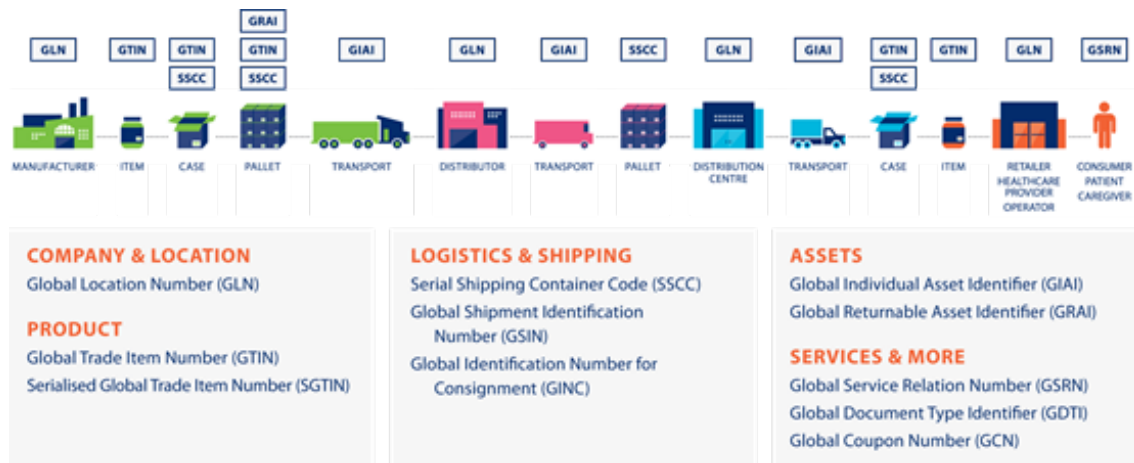 GRAI
GLN GTIN GTIN GTIN GIAI GLN GIAI SSCC GLN GIAI GTIN GTIN GLN GSRN
SSCC SSCC SSCC
MANUFACTURER ITEM CASE PALLET TRANSPORT DISTRIBUTOR TRANSPORT PALLET DISTRIBUTION TRANSPORT CASE ITEM RETAILER CONSUMER
CENTRE HEALTHCARE PATIENT
PROVIDER CAREGIVER
OPERATOR
COMPANY & LOCATION
Global Location Number (GLN)
PRODUCT
Global Trade Item Number (GTIN)
Serialised Global Trade Item Number (SGTIN)
LOGISTICS & SHIPPING
Serial Shipping Container Code (SSCC)
Global Shipment Identification
Number (GSIN)
Global Identification Number for
Consignment (GINC)
ASSETS
Global Individual Asset Identifier (GIAI)
Global Returnable Asset Identifier (GRAI)
SERVICES & MORE
Global Service Relation Number (GSRN)
Global Document Type Identifier (GDTI)
Global Coupon Number (GCN)